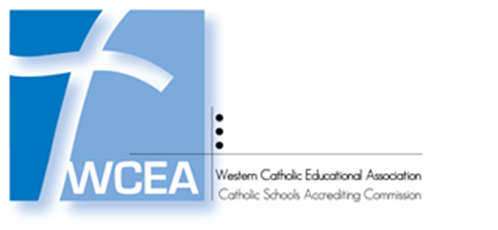 WCEA
Western Catholic Educational Association
Catholic Schools Accrediting Commission